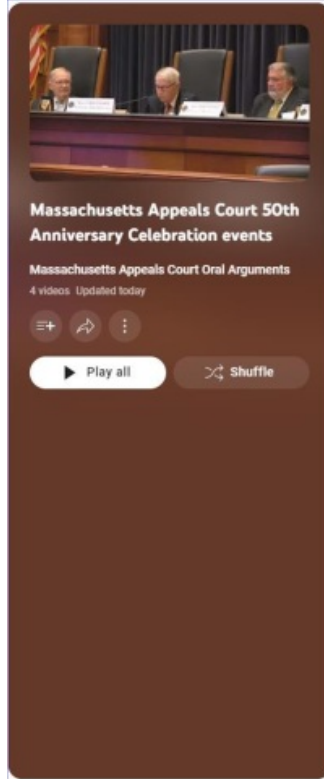 Massachusetts Appeals Court 50th
Anniversary Celebration events
Massachusetts Appeals Court Oral Arguments
4 videos Updated today
Play all
Shuffle